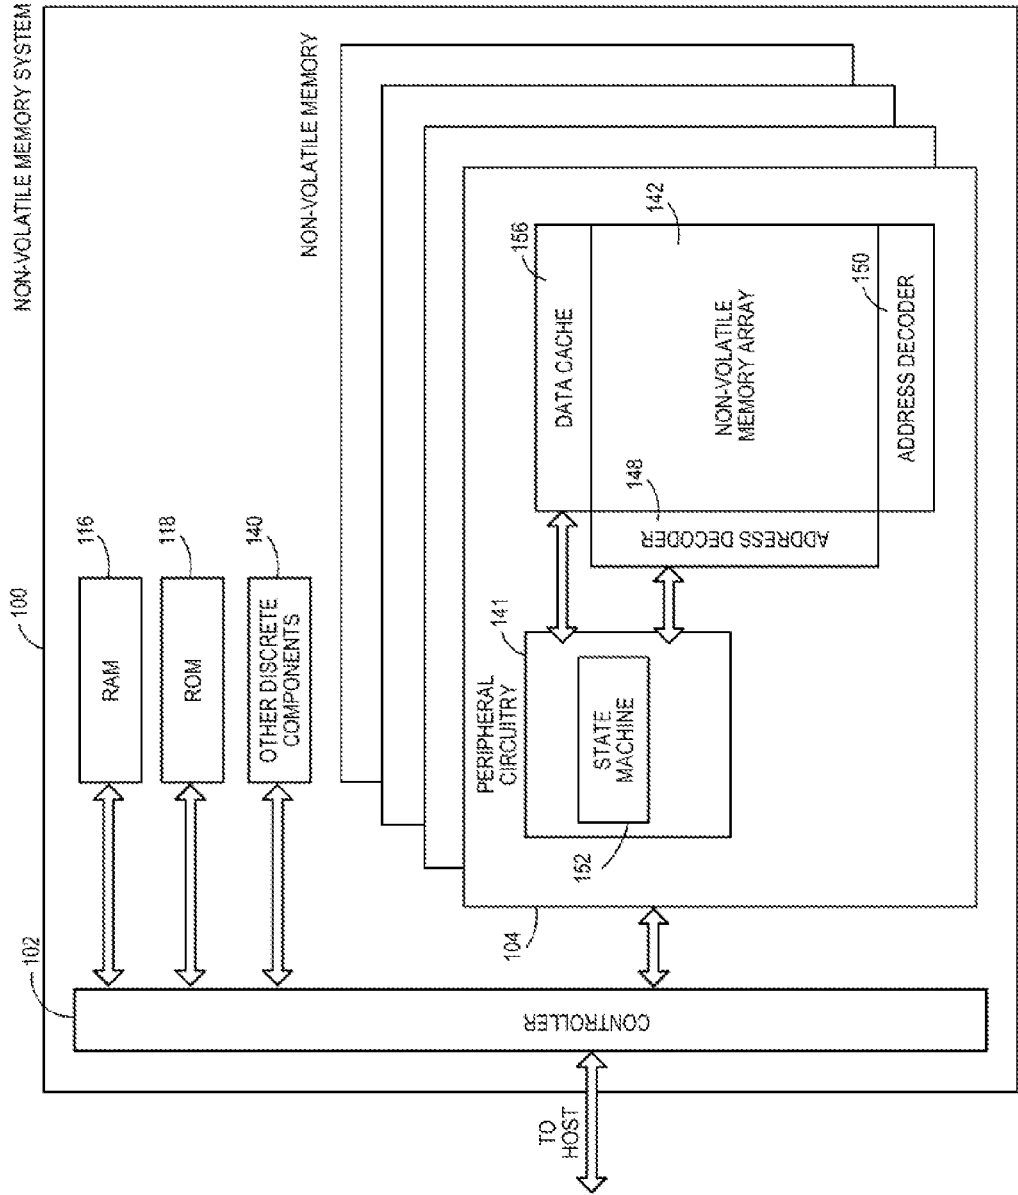 NON-VOLATILE MEMORY SYSTEM
100
102
CONTROLLER
TO
HOST
RAM
116
ROM
118
OTHER DISCRETE
COMPONENTS
140
NON-VOLATILE MEMORY
104
PERIPHERAL
CIRCUITRY
141
STATE
MACHINE
152
DATA CACHE
156
ADDRESS DECODER
148
NON-VOLATILE
MEMORY ARRAY
142
ADDRESS DECODER
150